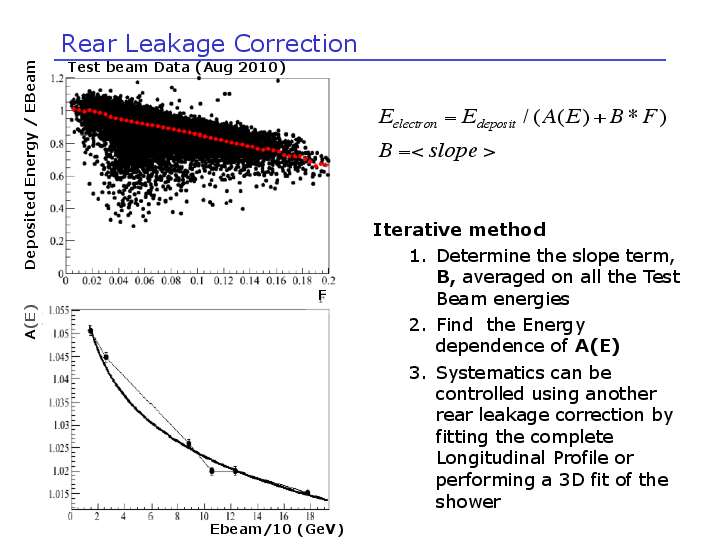 Rear Leakage Correction
Test beam Data (Aug 2010)
Deposited Energy / EBeam
1.2
1
0.8
0.6
0.4
0.2
0
0 0.02 0.04 0.06 0.08 0.1 0.12 0.14 0.16 0.18 0.2
F
E_electron = E_deposit / ( A(E) + B * F )
B =< slope >
Iterative method
1. Determine the slope term,
B, averaged on all the Test
Beam energies
2. Find the Energy
dependence of A(E)
3. Systematics can be
controlled using another
rear leakage correction by
fitting the complete
Longitudinal Profile or
performing a 3D fit of the
shower
A(E)
1.055
1.05
1.045
1.04
1.035
1.03
1.025
1.02
1.015
0 2 4 6 8 10 12 14 16 18
Ebeam/10 (GeV)